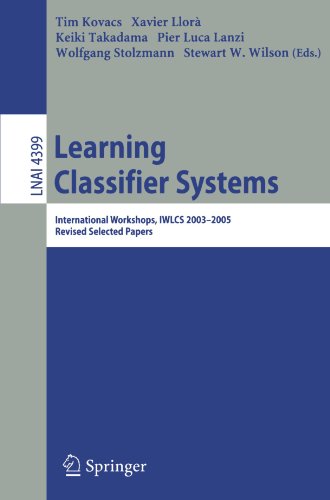 Tim Kovacs Xavier Llorà
Keiki Takadama Pier Luca Lanzi
Wolfgang Stolzmann Stewart W. Wilson (Eds.)
LNAI 4399
Learning
Classifier Systems
International Workshops, IWLCS 2003–2005
Revised Selected Papers
Springer